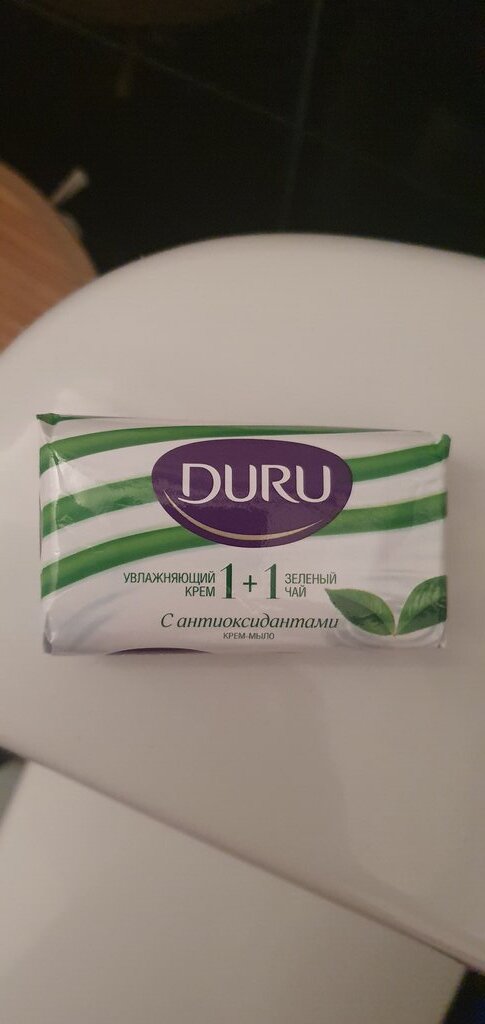 DURU
УВЛАЖНЯЮЩИЙ КРЕМ 1+1 ЗЕЛЕНЫЙ ЧАЙ
С антиоксидантами
КРЕМ-МЫЛО